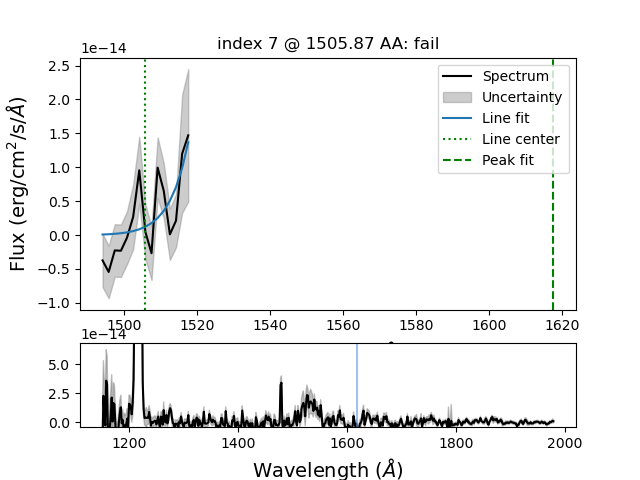 index 7 @ 1505.87 AA: fail
1e−14
2.5
2.0
1.5
1.0
0.5
0.0
−0.5
−1.0
Flux (erg/cm²/s/Å)
Spectrum
Uncertainty
Line fit
Line center
Peak fit
1500 1520 1540 1560 1580 1600 1620
1e−14
5.0
2.5
0.0
1200 1400 1600 1800 2000
Wavelength (Å)